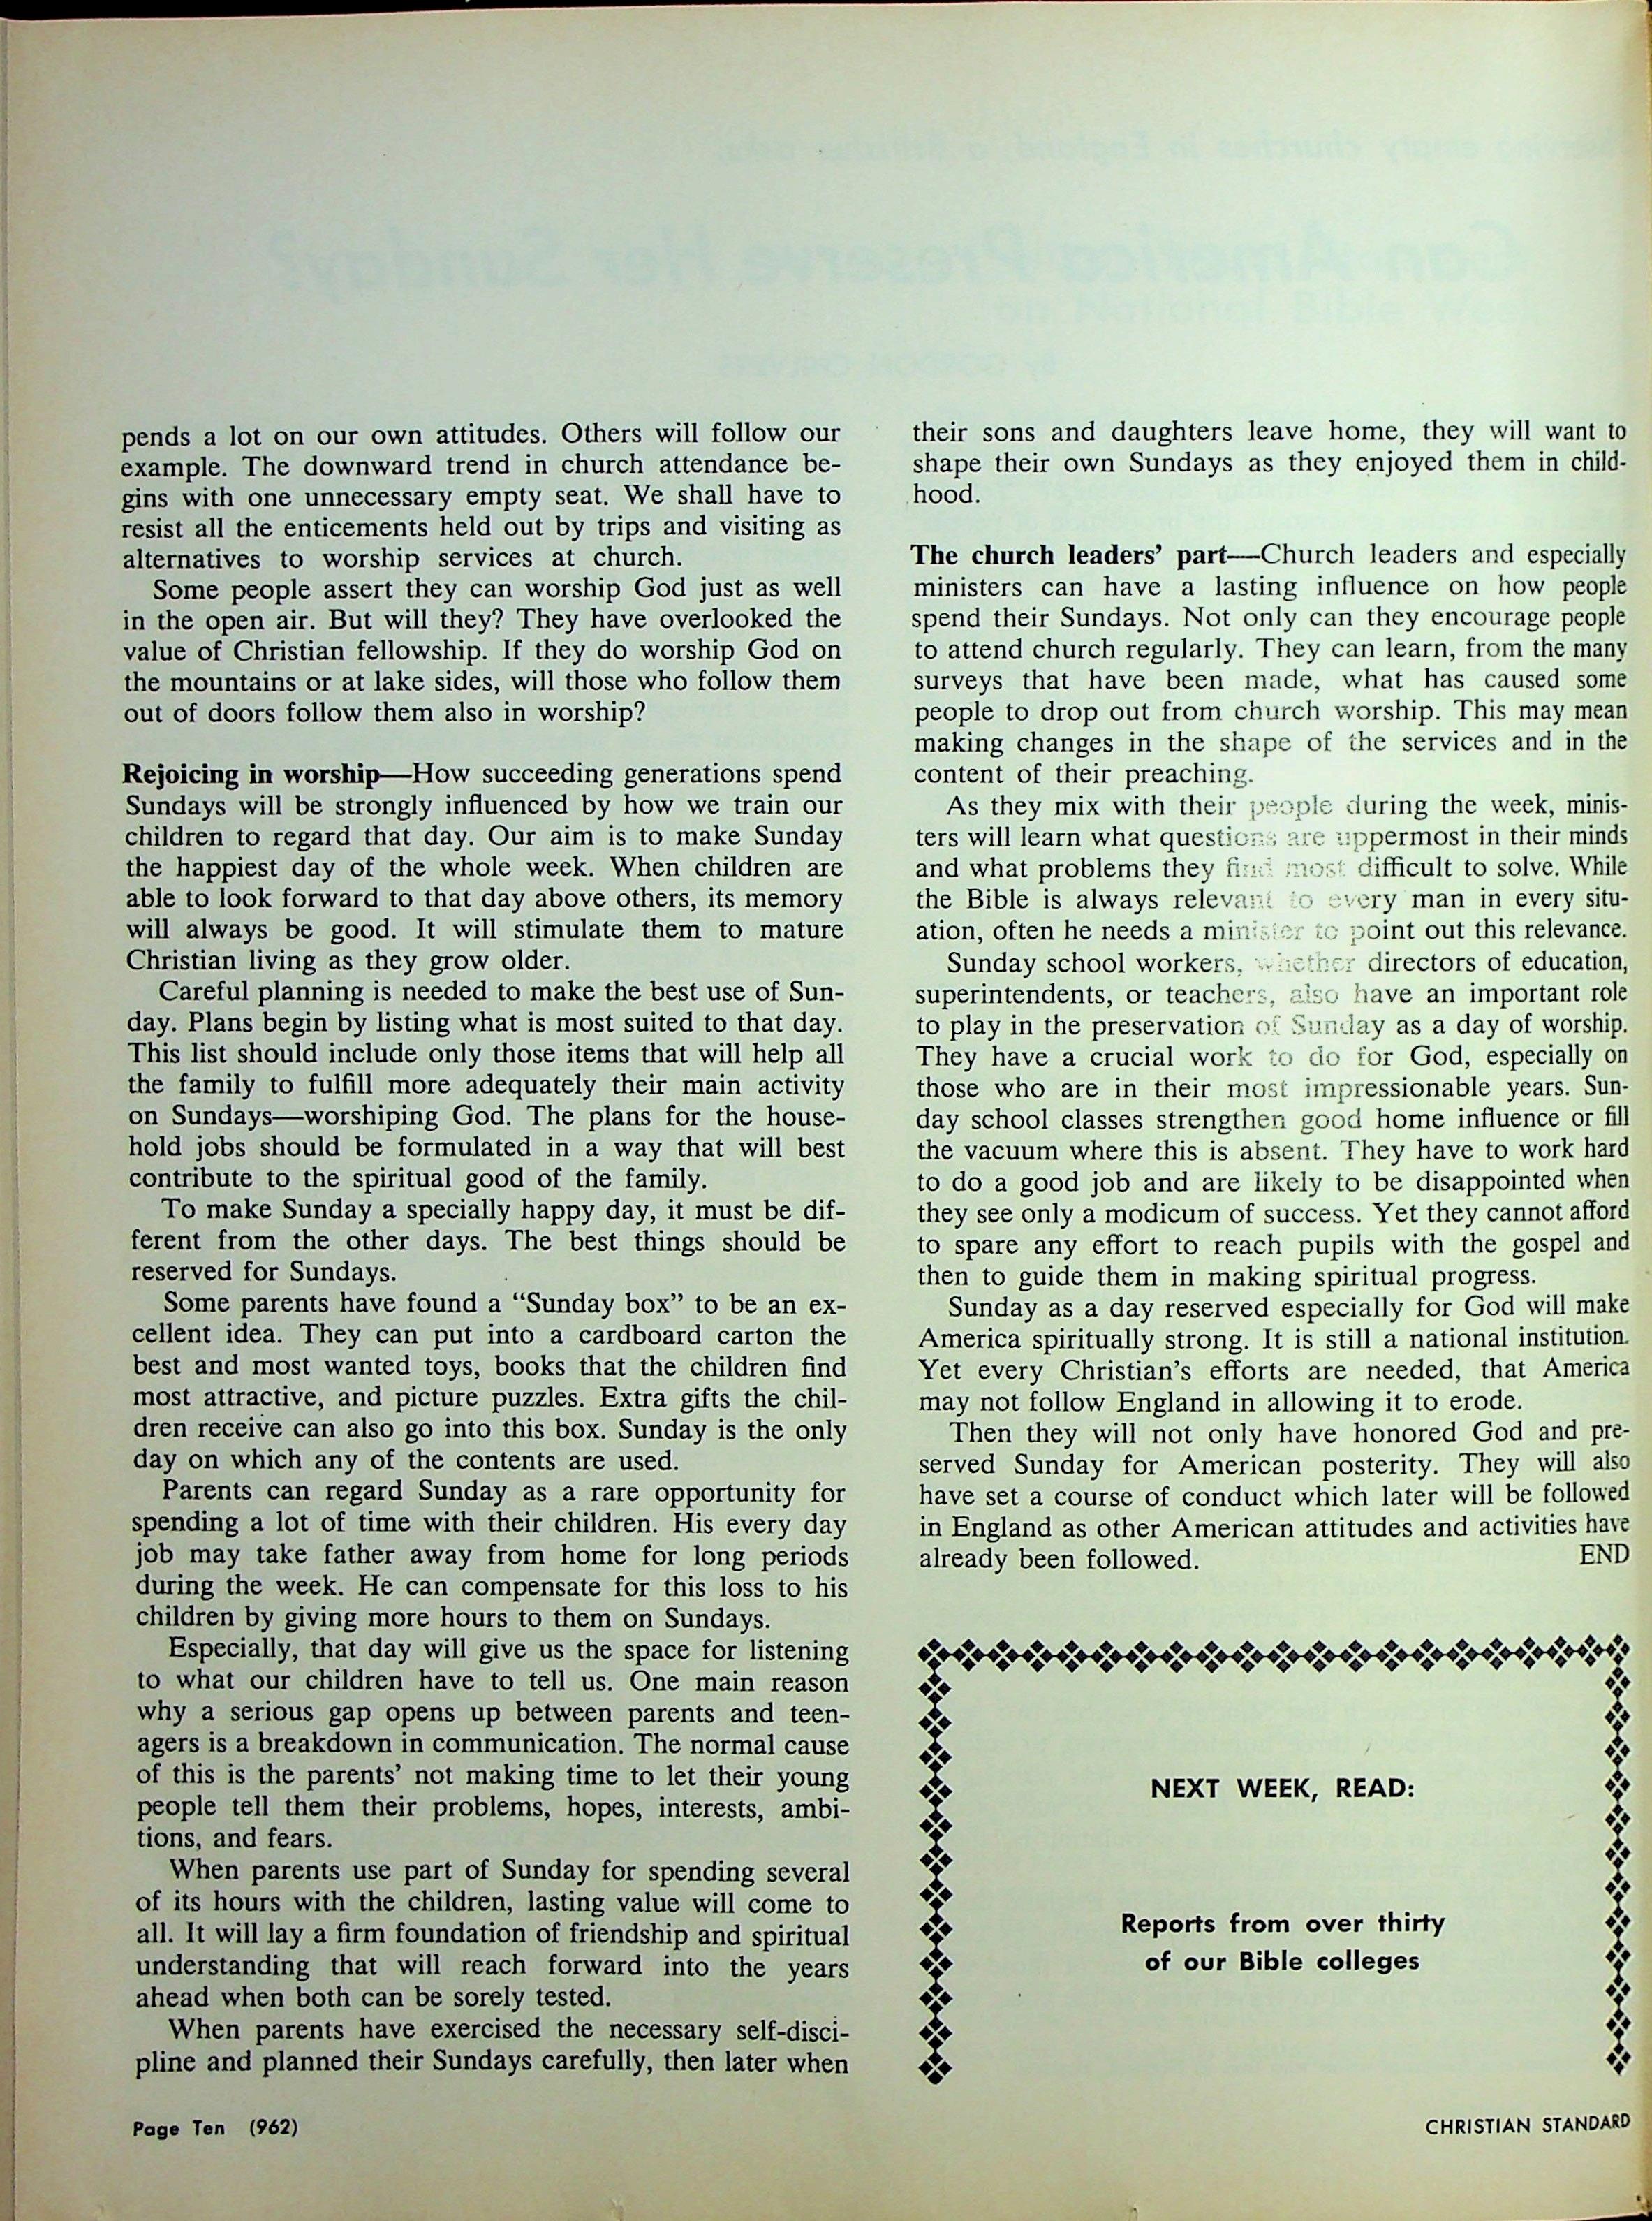 pends a lot on our own attitudes. Others will follow our
example. The downward trend in church attendance be-
gins with one unnecessary empty seat. We shall have to
resist all the enticements held out by trips and visiting as
alternatives to worship services at church.
Some people assert they can worship God just as well
in the open air. But will they? They have overlooked the
value of Christian fellowship. If they do worship God on
the mountains or at lake sides, will those who follow them
out of doors follow them also in worship?
Rejoicing in worship—How succeeding generations spend
Sundays will be strongly influenced by how we train our
children to regard that day. Our aim is to make Sunday
the happiest day of the whole week. When children are
able to look forward to that day above others, its memory
will always be good. It will stimulate them to mature
Christian living as they grow older.
Careful planning is needed to make the best use of Sun-
day. Plans begin by listing what is most suited to that day.
This list should include only those items that will help all
the family to fulfill more adequately their main activity
on Sundays—worshiping God. The plans for the house-
hold jobs should be formulated in a way that will best
contribute to the spiritual good of the family.
To make Sunday a specially happy day, it must be dif-
ferent from the other days. The best things should be
reserved for Sundays.
Some parents have found a “Sunday box” to be an ex-
cellent idea. They can put into a cardboard carton the
best and most wanted toys, books that the children find
most attractive, and picture puzzles. Extra gifts the chil-
dren receive can also go into this box. Sunday is the only
day on which any of the contents are used.
Parents can regard Sunday as a rare opportunity for
spending a lot of time with their children. His every day
job may take father away from home for long periods
during the week. He can compensate for this loss to his
children by giving more hours to them on Sundays.
Especially, that day will give us the space for listening
to what our children have to tell us. One main reason
why a serious gap opens up between parents and teen-
agers is a breakdown in communication. The normal cause
of this is the parents’ not making time to let their young
people tell them their problems, hopes, interests, ambi-
tions, and fears.
When parents use part of Sunday for spending several
of its hours with the children, lasting value will come to
all. It will lay a firm foundation of friendship and spiritual
understanding that will reach forward into the years
ahead when both can be sorely tested.
When parents have exercised the necessary self-disci-
pline and planned their Sundays carefully, then later when
their sons and daughters leave home, they will want to
shape their own Sundays as they enjoyed them in child-
hood.
The church leaders’ part—Church leaders and especially
ministers can have a lasting influence on how people
spend their Sundays. Not only can they encourage people
to attend church regularly. They can learn, from the many
surveys that have been made, what has caused some
people to drop out from church worship. This may mean
making changes in the shape of the services and in the
content of their preaching.
As they mix with their people during the week, minis-
ters will learn what questions are uppermost in their minds
and what problems they find most difficult to solve. While
the Bible is always relevant to every man in every situ-
ation, often he needs a minister to point out this relevance.
Sunday school workers, whether directors of education,
superintendents, or teachers, also have an important role
to play in the preservation of Sunday as a day of worship.
They have a crucial work to do for God, especially on
those who are in their most impressionable years. Sun-
day school classes strengthen good home influence or fill
the vacuum where this is absent. They have to work hard
to do a good job and are likely to be disappointed when
they see only a modicum of success. Yet they cannot afford
to spare any effort to reach pupils with the gospel and
then to guide them in making spiritual progress.
Sunday as a day reserved especially for God will make
America spiritually strong. It is still a national institution.
Yet every Christian’s efforts are needed, that America
may not follow England in allowing it to erode.
Then they will not only have honored God and pre-
served Sunday for American posterity. They will also
have set a course of conduct which later will be followed
in England as other American attitudes and activities have
already been followed. END
NEXT WEEK, READ:
Reports from over thirty
of our Bible colleges
Page Ten (962)
CHRISTIAN STANDARD